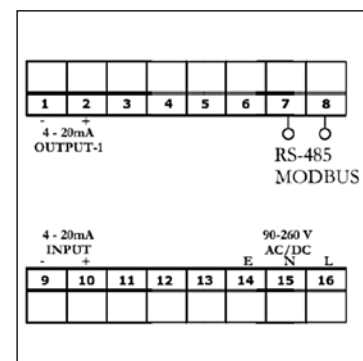 1 2 3 4 5 6 7 8
- +
4 - 20mA
OUTPUT-1
RS-485
MODBUS
4 - 20mA
INPUT
- +
90-260 V
AC/DC
E N L
9 10 11 12 13 14 15 16